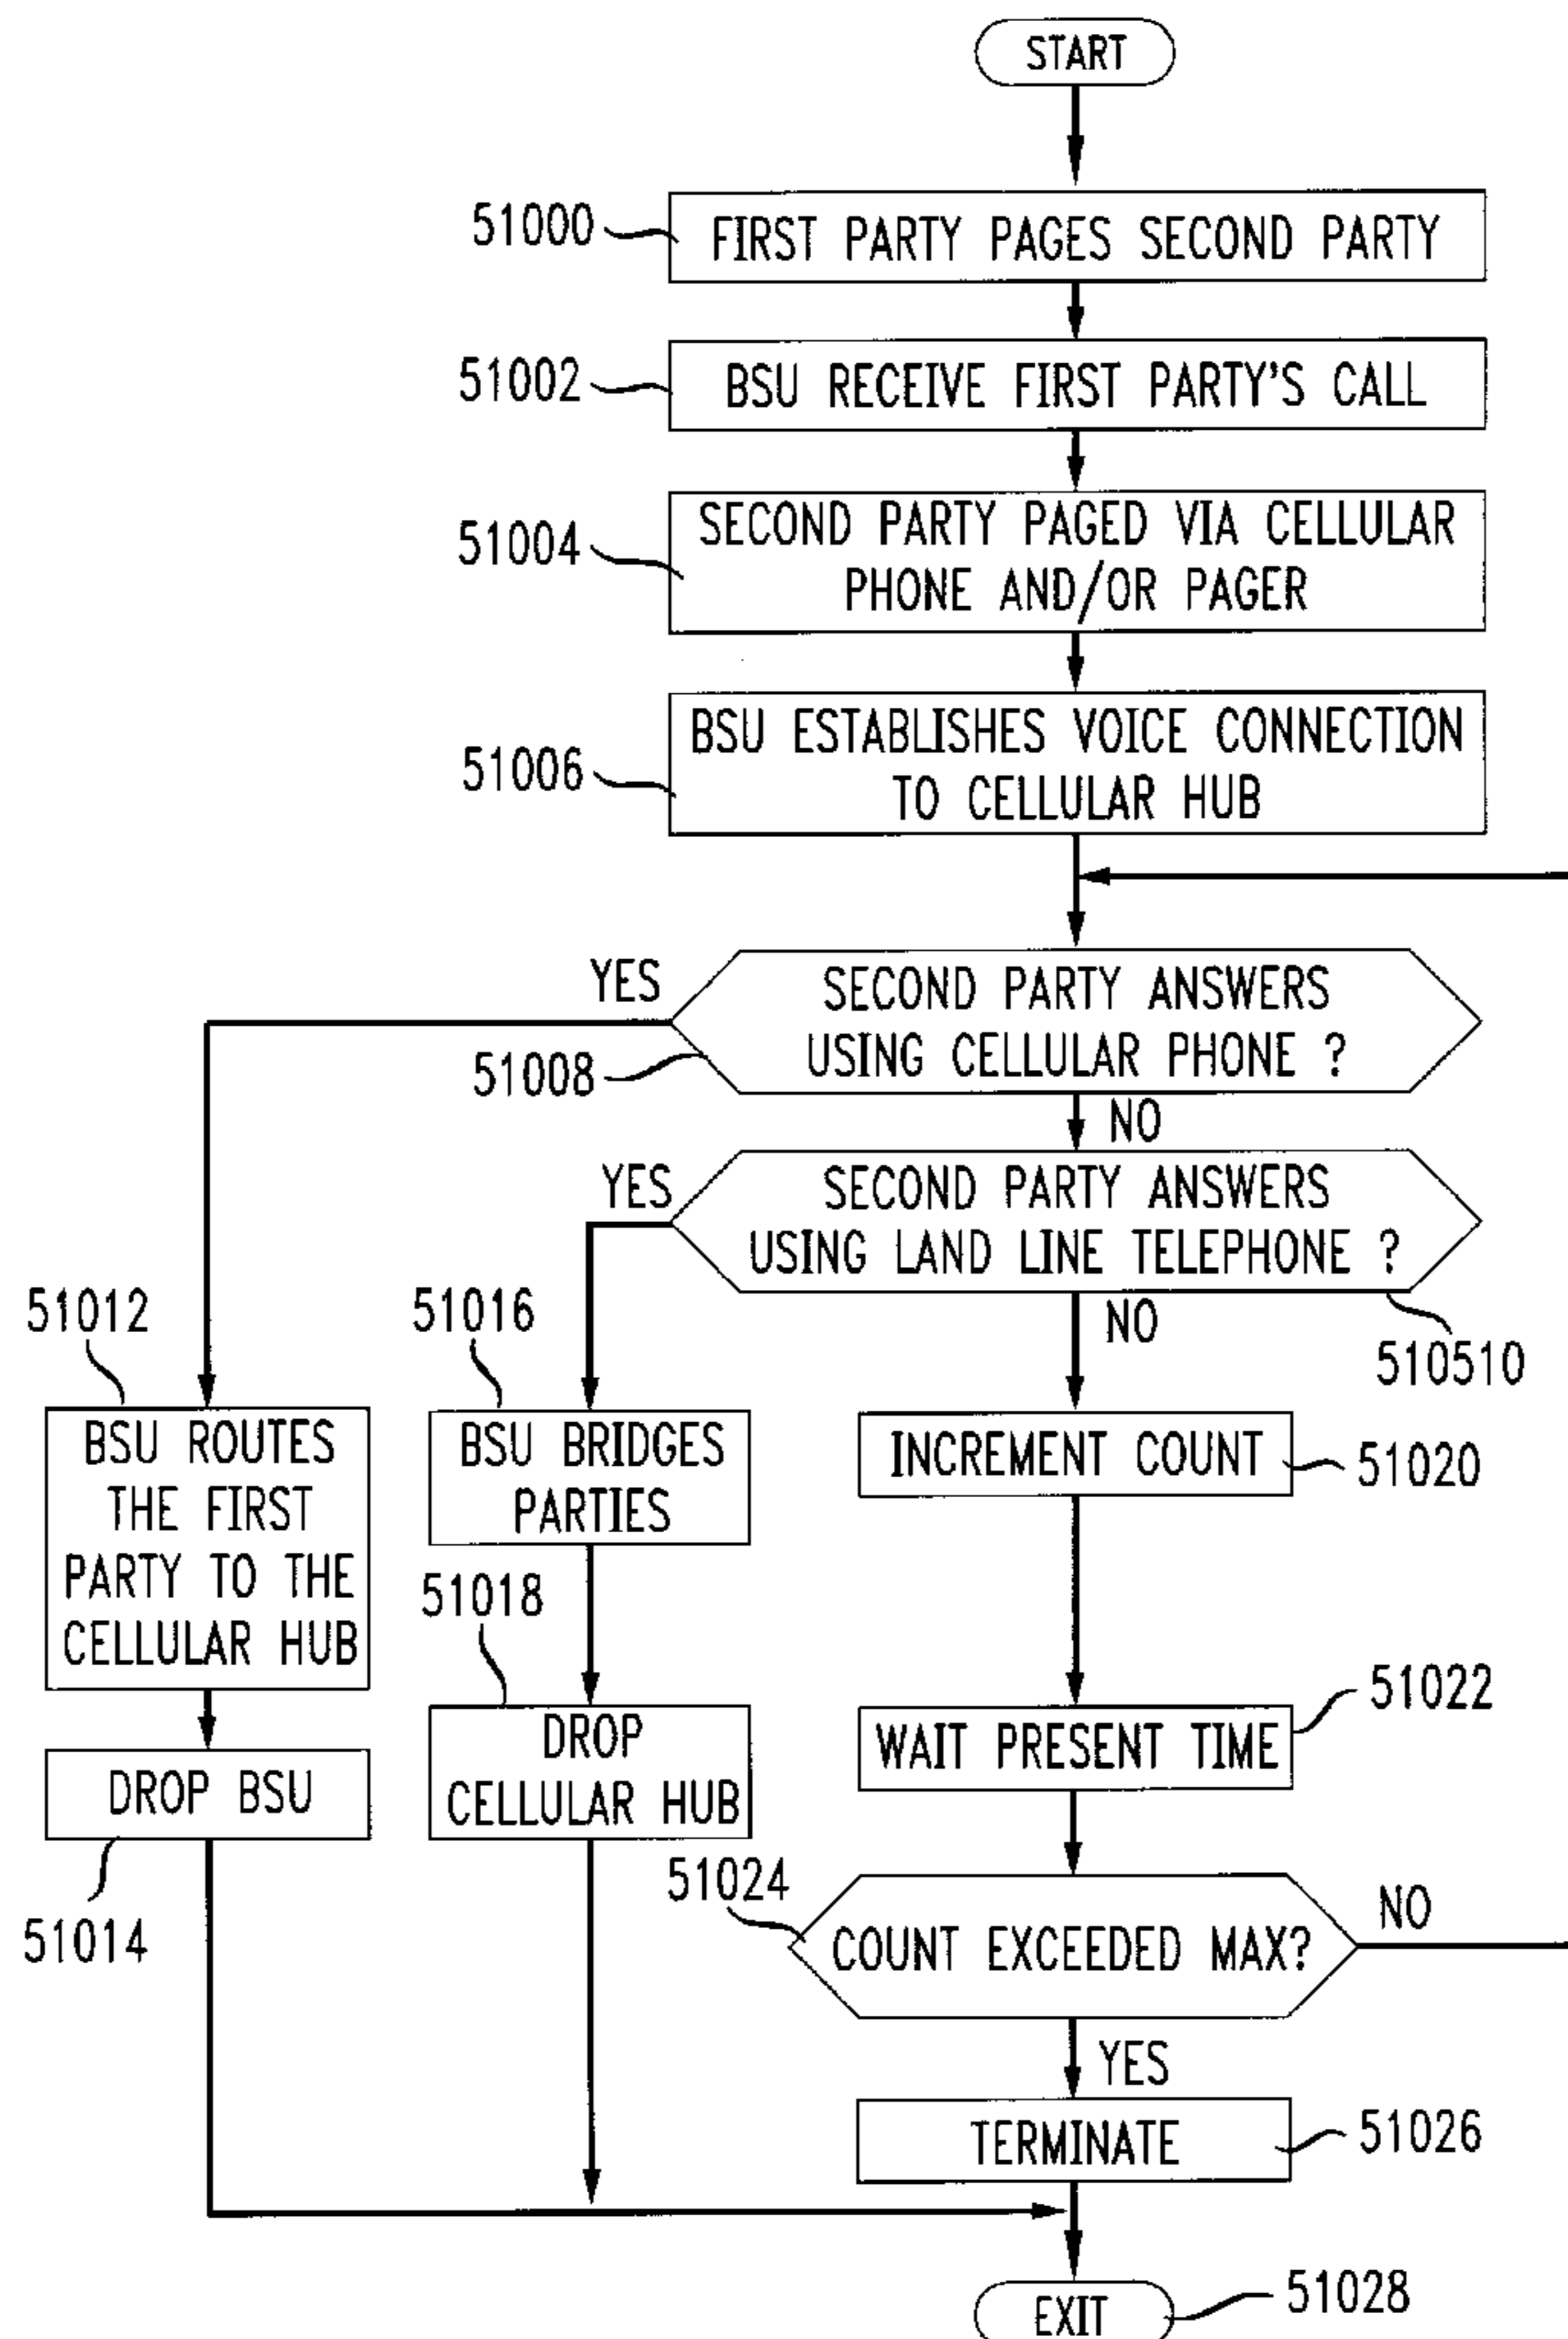 START
51000
FIRST PARTY PAGES SECOND PARTY
51002
BSU RECEIVE FIRST PARTY'S CALL
51004
SECOND PARTY PAGED VIA CELLULAR
PHONE AND/OR PAGER
51006
BSU ESTABLISHES VOICE CONNECTION
TO CELLULAR HUB
YES
SECOND PARTY ANSWERS
USING CELLULAR PHONE ?
51008
NO
YES
SECOND PARTY ANSWERS
USING LAND LINE TELEPHONE ?
NO
510510
51012
BSU ROUTES
THE FIRST
PARTY TO THE
CELLULAR HUB
DROP BSU
51014
51016
BSU BRIDGES
PARTIES
51018
DROP
CELLULAR HUB
INCREMENT COUNT
51020
51022
WAIT PRESENT TIME
51024
COUNT EXCEEDED MAX?
NO
YES
TERMINATE
51026
EXIT
51028